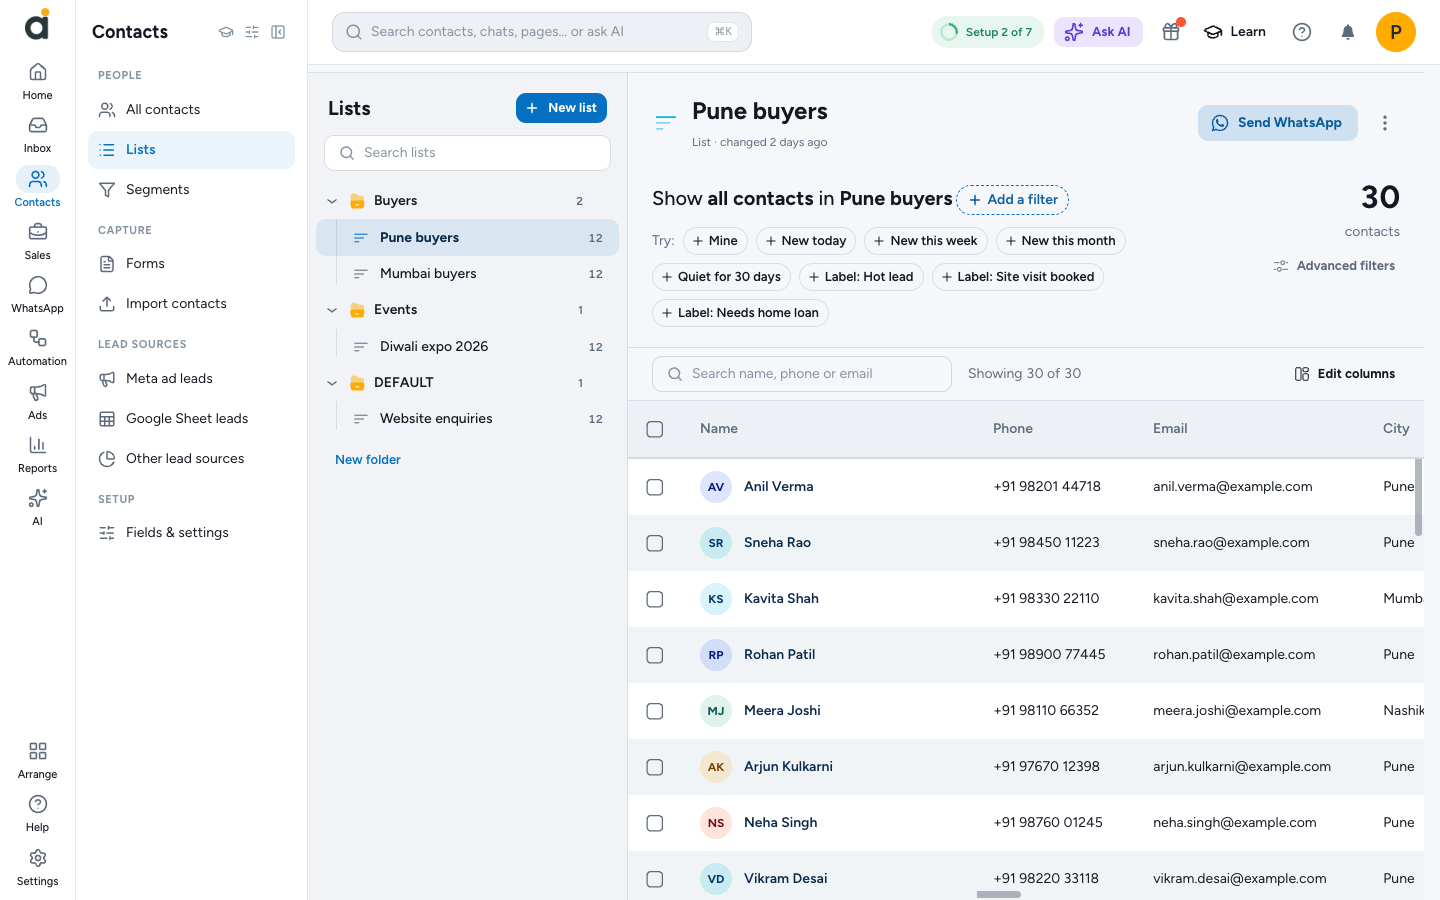 Home
Inbox
Contacts
Sales
WhatsApp
Automation
Ads
Reports
AI
Arrange
Help
Settings
Contacts
PEOPLE
All contacts
Lists
Segments
CAPTURE
Forms
Import contacts
LEAD SOURCES
Meta ad leads
Google Sheet leads
Other lead sources
SETUP
Fields & settings
Search contacts, chats, pages... or ask AI ⌘K
Setup 2 of 7
Ask AI
Learn
P
Lists
New list
Search lists
Buyers 2
Pune buyers 12
Mumbai buyers 12
Events 1
Diwali expo 2026 12
DEFAULT 1
Website enquiries 12
New folder
Pune buyers
List · changed 2 days ago
Send WhatsApp
Show all contacts in Pune buyers + Add a filter
30
contacts
Try: + Mine + New today + New this week + New this month
+ Quiet for 30 days + Label: Hot lead + Label: Site visit booked
+ Label: Needs home loan
Advanced filters
Search name, phone or email
Showing 30 of 30
Edit columns
Name Phone Email City
AV Anil Verma +91 98201 44718 anil.verma@example.com Pune
SR Sneha Rao +91 98450 11223 sneha.rao@example.com Pune
KS Kavita Shah +91 98330 22110 kavita.shah@example.com Mumb
RP Rohan Patil +91 98900 77445 rohan.patil@example.com Pune
MJ Meera Joshi +91 98110 66352 meera.joshi@example.com Nashik
AK Arjun Kulkarni +91 97670 12398 arjun.kulkarni@example.com Pune
NS Neha Singh +91 98760 01245 neha.singh@example.com Pune
VD Vikram Desai +91 98220 33118 vikram.desai@example.com Pune